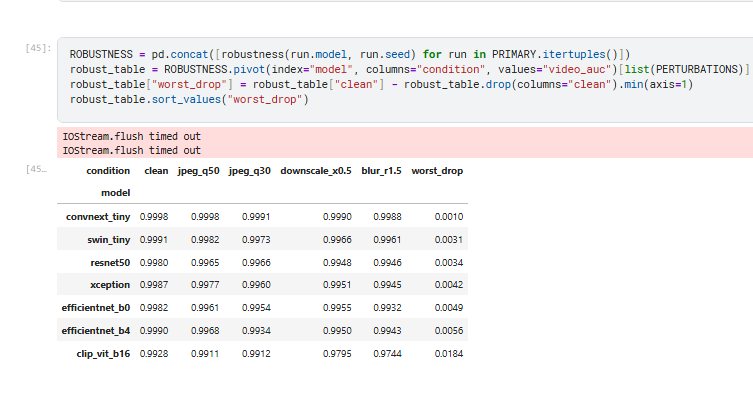 [45]:
ROBUSTNESS = pd.concat([robustness(run.model, run.seed) for run in PRIMARY.itertuples()])
robust_table = ROBUSTNESS.pivot(index="model", columns="condition", values="video_auc")[list(PERTURBATIONS)]
robust_table["worst_drop"] = robust_table["clean"] - robust_table.drop(columns="clean").min(axis=1)
robust_table.sort_values("worst_drop")
IOStream.flush timed out
IOStream.flush timed out
[45…
condition clean jpeg_q50 jpeg_q30 downscale_x0.5 blur_r1.5 worst_drop
model
convnext_tiny 0.9998 0.9998 0.9991 0.9990 0.9988 0.0010
swin_tiny 0.9991 0.9982 0.9973 0.9966 0.9961 0.0031
resnet50 0.9980 0.9965 0.9966 0.9948 0.9946 0.0034
xception 0.9987 0.9977 0.9960 0.9951 0.9945 0.0042
efficientnet_b0 0.9982 0.9961 0.9954 0.9955 0.9932 0.0049
efficientnet_b4 0.9990 0.9968 0.9934 0.9950 0.9943 0.0056
clip_vit_b16 0.9928 0.9911 0.9912 0.9795 0.9744 0.0184